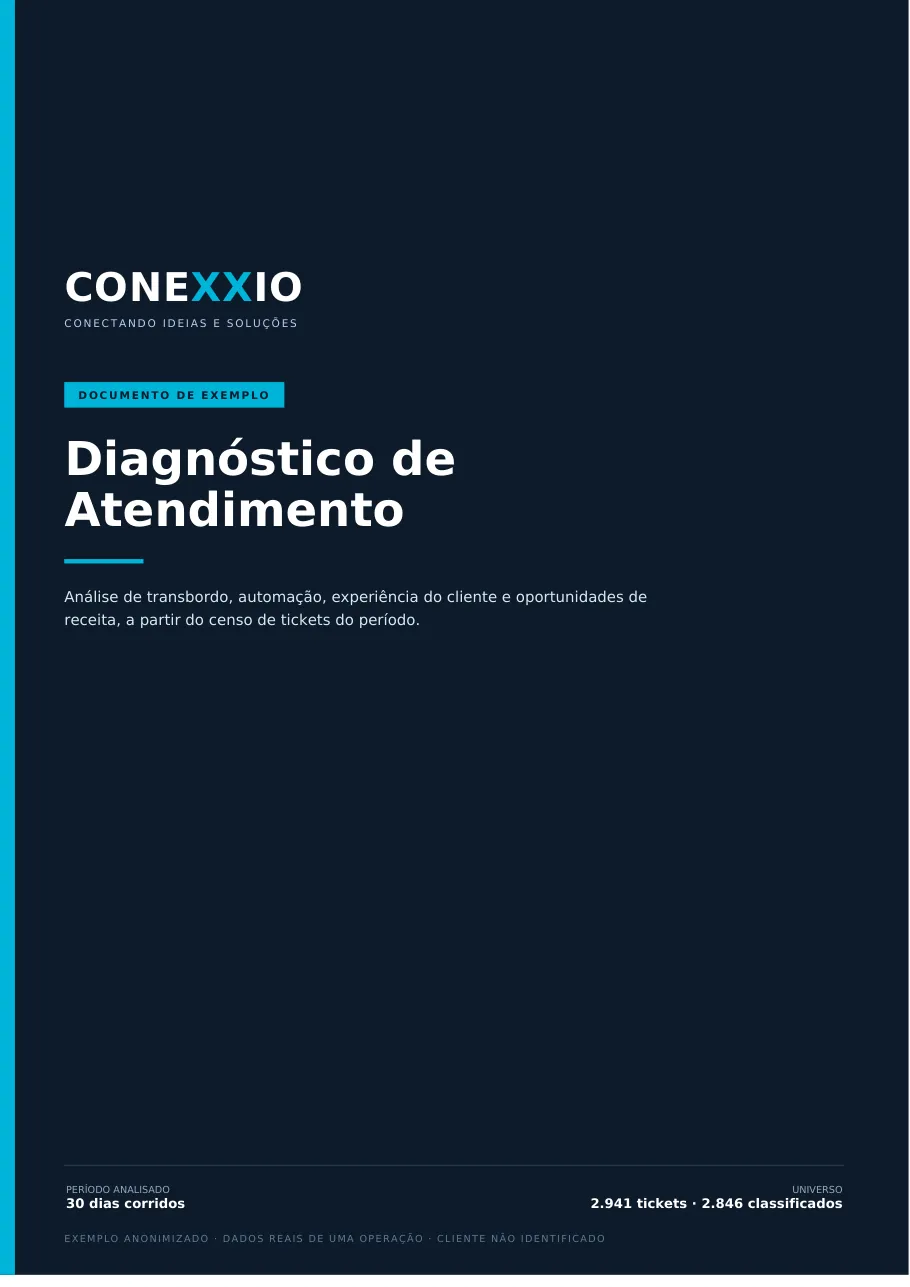 CONEXXIO
CONECTANDO IDEIAS E SOLUÇÕES
DOCUMENTO DE EXEMPLO
Diagnóstico de
Atendimento
Análise de transbordo, automação, experiência do cliente e oportunidades de
receita, a partir do censo de tickets do período.
PERÍODO ANALISADO
30 dias corridos
UNIVERSO
2.941 tickets · 2.846 classificados
EXEMPLO ANONIMIZADO · DADOS REAIS DE UMA OPERAÇÃO · CLIENTE NÃO IDENTIFICADO